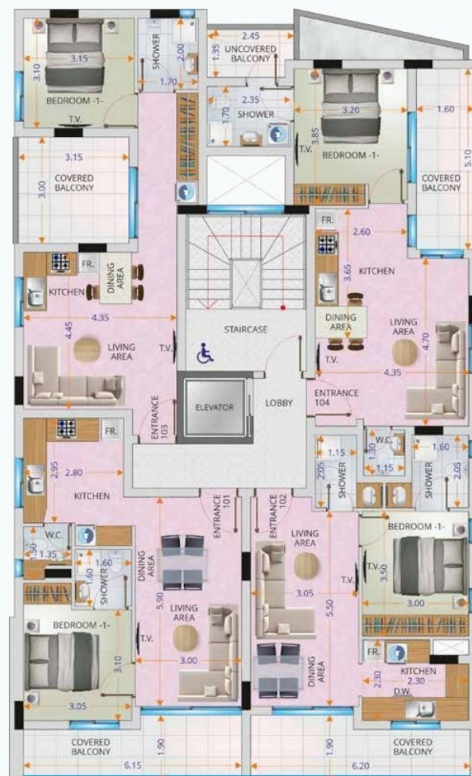 3.15
3.10
BEDROOM -1-
T.V.
SHOWER
2.00
1.70
2.45
1.35
UNCOVERED
BALCONY
1.70
2.35
SHOWER
3.20
3.85
T.V.
BEDROOM -1-
1.60
COVERED
BALCONY
5.10
3.15
3.00
COVERED
BALCONY
FR.
KITCHEN
DINING
AREA
4.45
4.35
LIVING
AREA
T.V.
ENTRANCE
103
STAIRCASE
ELEVATOR
LOBBY
FR.
2.60
3.65
KITCHEN
DINING
AREA
T.V.
LIVING
AREA
4.70
4.35
ENTRANCE
104
FR.
2.95
2.80
KITCHEN
W.C.
.50
1.35
1.60
.60
SHOWER
BEDROOM -1-
3.10
3.05
ENTRANCE
101
DINING
AREA
5.90
LIVING
AREA
T.V.
3.00
ENTRANCE
102
LIVING
AREA
3.05
T.V.
5.50
DINING
AREA
1.15
2.05
SHOWER
W.C.
1.30
1.15
1.60
SHOWER
2.05
BEDROOM -1-
T.V.
3.50
3.00
FR.
KITCHEN
2.30
2.30
D.W.
COVERED
BALCONY
1.90
6.15
1.90
COVERED
BALCONY
6.20